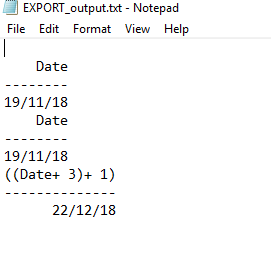 EXPORT_output.txt - Notepad
File Edit Format View Help
Date
--------
19/11/18
Date
--------
19/11/18
((Date+ 3)+ 1)
--------------
22/12/18